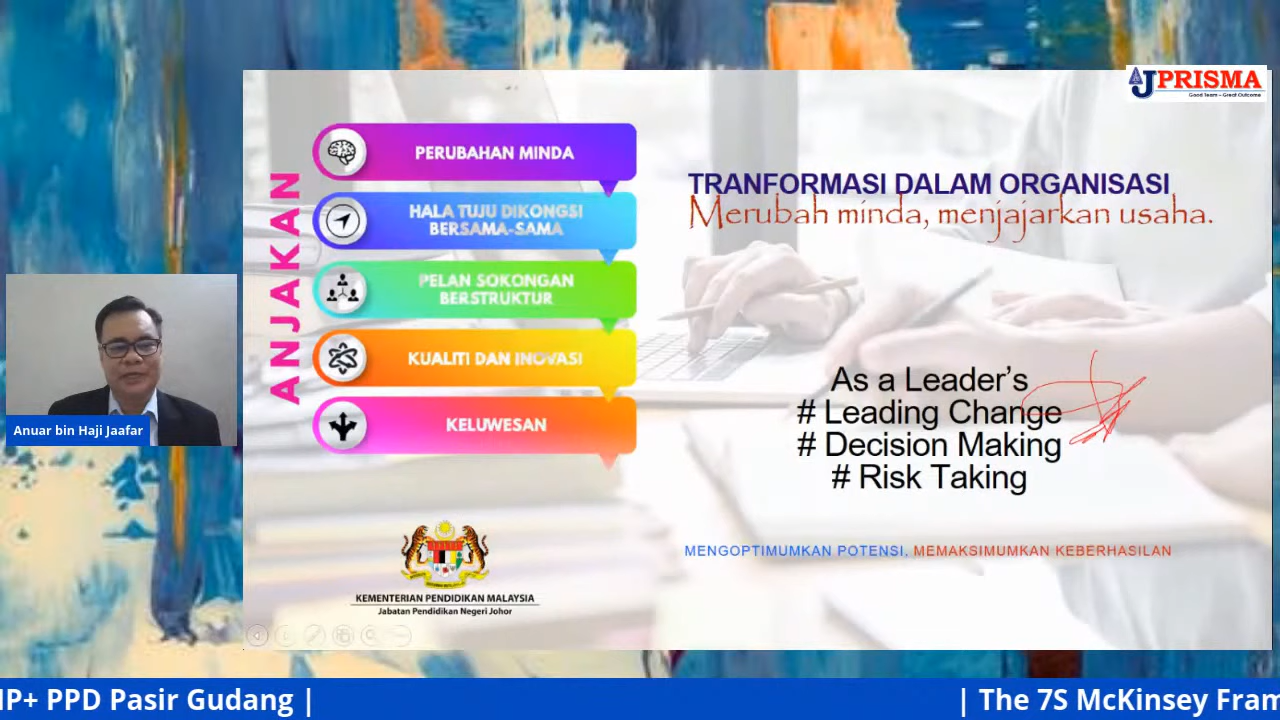 JPRISMA
Good Team - Great Outcome
ANJAKAN
PERUBAHAN MINDA
HALA TUJU DIKONGSI
BERSAMA-SAMA
PELAN SOKONGAN
BERSTRUKTUR
KUALITI DAN INOVASI
KELUWESAN
KEMENTERIAN PENDIDIKAN MALAYSIA
Jabatan Pendidikan Negeri Johor
TRANFORMASI DALAM ORGANISASI
Merubah minda, menjajarkan usaha.
As a Leader's
# Leading Change
# Decision Making
# Risk Taking
MENGOPTIMUMKAN POTENSI, MEMAKSIMUMKAN KEBERHASILAN
Anuar bin Haji Jaafar
IP+ PPD Pasir Gudang | | The 7S McKinsey Fram